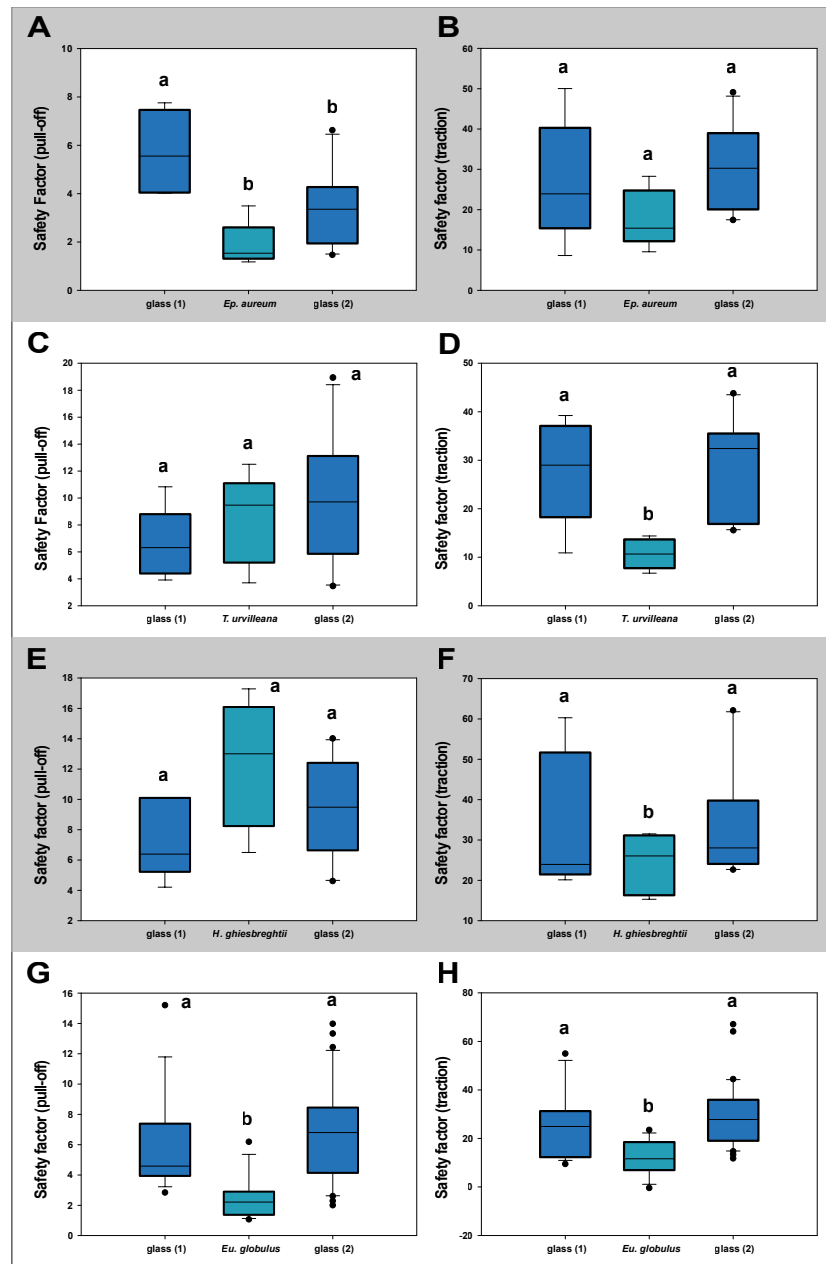 A
Safety Factor (pull-off)
10
8
6
4
2
0
a
b
b
glass (1)
Ep. aureum
glass (2)
B
Safety factor (traction)
60
50
40
30
20
10
0
a
a
a
glass (1)
Ep. aureum
glass (2)
C
Safety Factor (pull-off)
20
18
16
14
12
10
8
6
4
2
a
a
a
glass (1)
T. urvilleana
glass (2)
D
Safety factor (traction)
50
40
30
20
10
0
a
b
a
glass (1)
T. urvilleana
glass (2)
E
Safety factor (pull-off)
18
16
14
12
10
8
6
4
2
a
a
a
glass (1)
H. ghiesbreghtii
glass (2)
F
Safety factor (traction)
70
60
50
40
30
20
10
a
b
a
glass (1)
H. ghiesbreghtii
glass (2)
G
Safety factor (pull-off)
16
14
12
10
8
6
4
2
0
a
b
a
glass (1)
Eu. globulus
glass (2)
H
Safety factor (traction)
80
60
40
20
0
-20
a
b
a
glass (1)
Eu. globulus
glass (2)